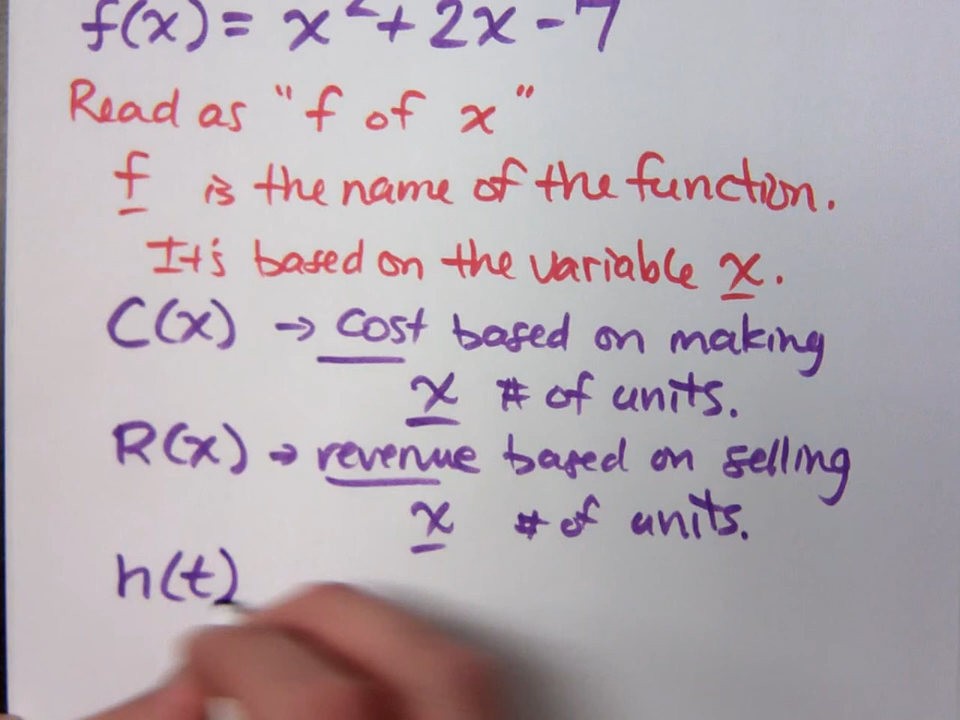 f(x) = x² + 2x - 7
Read as "f of x"
f is the name of the function.
It's based on the variable x.
C(x) → cost based on making
x # of units.
R(x) → revenue based on selling
x # of units.
h(t)